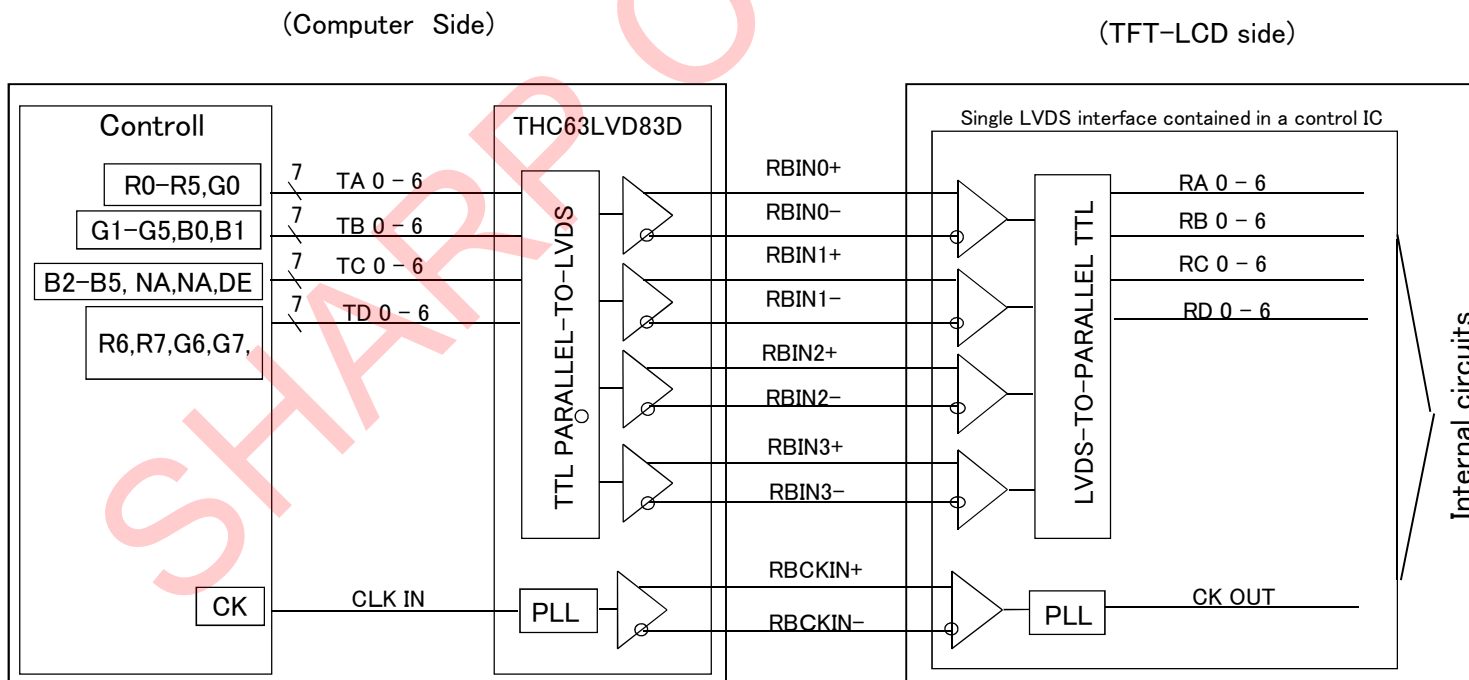 (Computer Side)
(TFT-LCD side)
Controll
THC63LVD83D
Single LVDS interface contained in a control IC
R0-R5,G0
7
TA 0 - 6
RBIN0+
RA 0 - 6
G1-G5,B0,B1
7
TB 0 - 6
RBIN0-
RB 0 - 6
B2-B5, NA,NA,DE
7
TC 0 - 6
RBIN1+
RC 0 - 6
R6,R7,G6,G7,
7
TD 0 - 6
RBIN1-
RD 0 - 6
TTL PARALLEL-TO-LVDS
RBIN2+
RBIN2-
RBIN3+
RBIN3-
LVDS-TO-PARALLEL TTL
Internal circuits
CK
CLK IN
PLL
RBCKIN+
RBCKIN-
PLL
CK OUT
SHARP